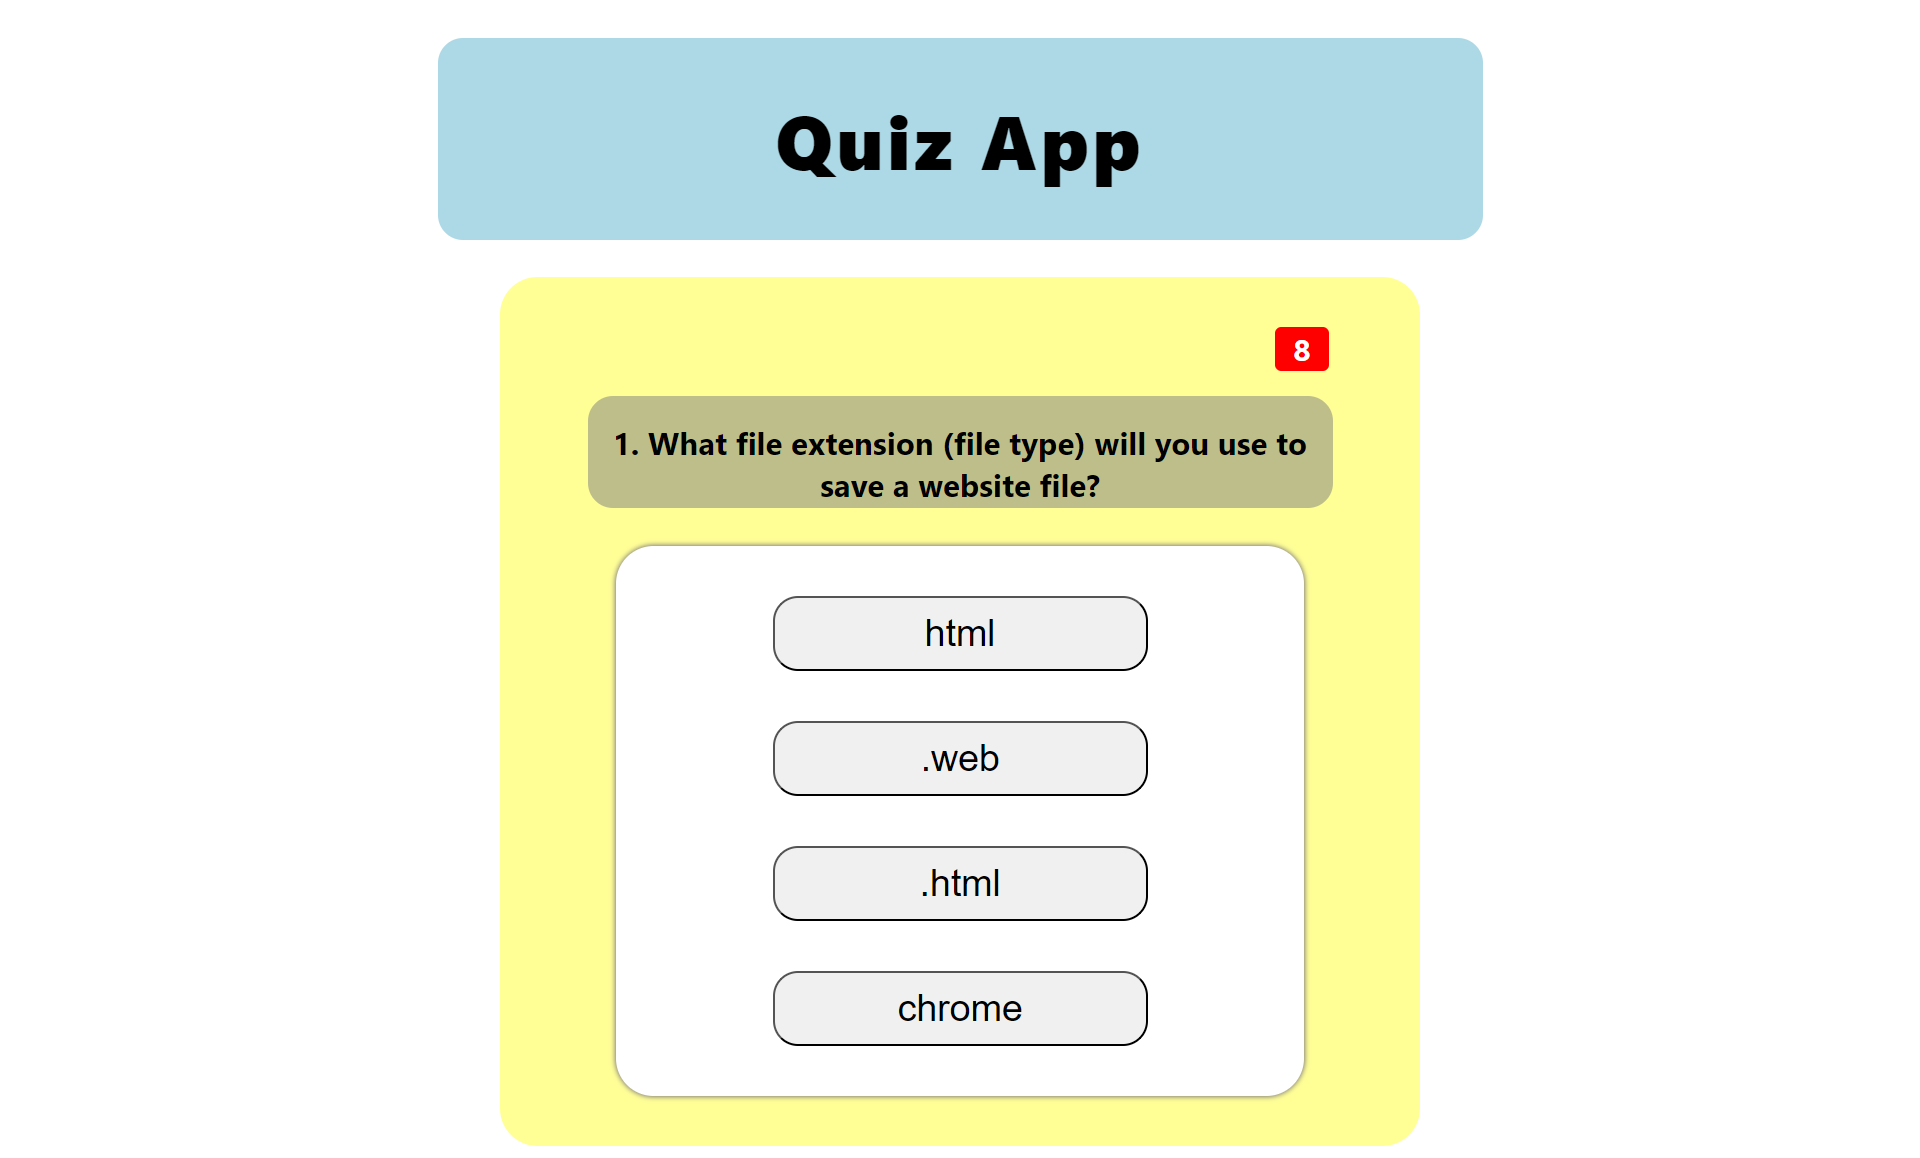 Quiz App
8
1. What file extension (file type) will you use to
save a website file?
html
.web
.html
chrome